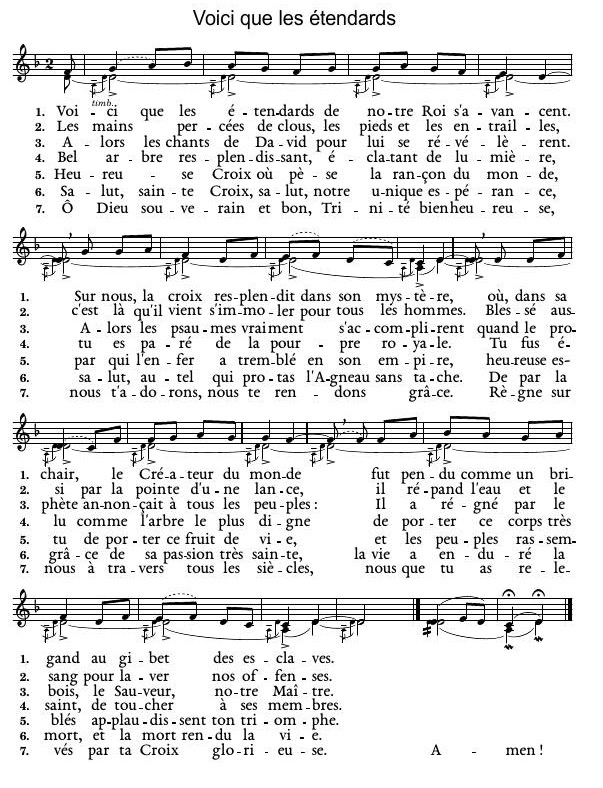 Voici que les étendards
timb.
1. Voi - ci que les é - ten-dards de no-tre Roi s'a - van - cent.
2. Les mains per - cées de clous, les pieds et les en - trail - les,
3. A - lors les chants de Da - vid pour lui se ré - vé - lè - rent.
4. Bel ar - bre res - plen - dis - sant, é - cla-tant de lu - miè - re,
5. Heu - reu - se Croix où pè - se la ran - çon du mon - de,
6. Sa - lut, sain - te Croix, sa - lut, notre u - nique es - pé - ran - ce,
7. Ô Dieu sou - ve - rain et bon, Tri - ni - té bien heu - reu - se,
1. Sur nous, la croix res-plen-dit dans son mys - tè - re, où, dans sa
2. c'est là qu'il vient s'im-mo-ler pour tous les hommes. Bles - sé aus-
3. A - lors les psau - mes vraiment s'ac - com - pli - rent quand le pro-
4. tu es pa - ré de la pour - pre ro - ya - le. Tu fus é-
5. par qui l'en - fer a trem-blé en son em - pi - re, heu-reuse es-
6. sa - lut, au - tel qui pro - tas l'A - gneau sans ta - che. De par la
7. nous t'a - do - rons, nous te ren - dons grâ - ce. Rè - gne sur
1. chair, le Cré-a-teur du mon-de fut pen - du comme un bri-
2. si par la pointe d'u - ne lan - ce, il ré - pand l'eau et le
3. phète an-non-çait à tous les peu - ples : Il a ré - gné par le
4. lu comme l'arbre le plus di - gne de por - ter ce corps très
5. tu de por - ter ce fruit de vi - e, et les peu - ples ras-sem-
6. grâ - ce de sa pas-sion très sain-te, la vie a en - du - ré la
7. nous à tra - vers tous les siè - cles, nous que tu as re - le-
1. gand au gi - bet des es - cla - ves.
2. sang pour la - ver nos of - fen - ses.
3. bois, le Sau-veur, no-tre Maî - tre.
4. saint, de tou - cher à ses mem - bres.
5. blés ap-plau - dis - sent ton tri - om - phe.
6. mort, et la mort ren - du la vi - e.
7. vés par ta Croix glo - ri - eu - se. A - men !